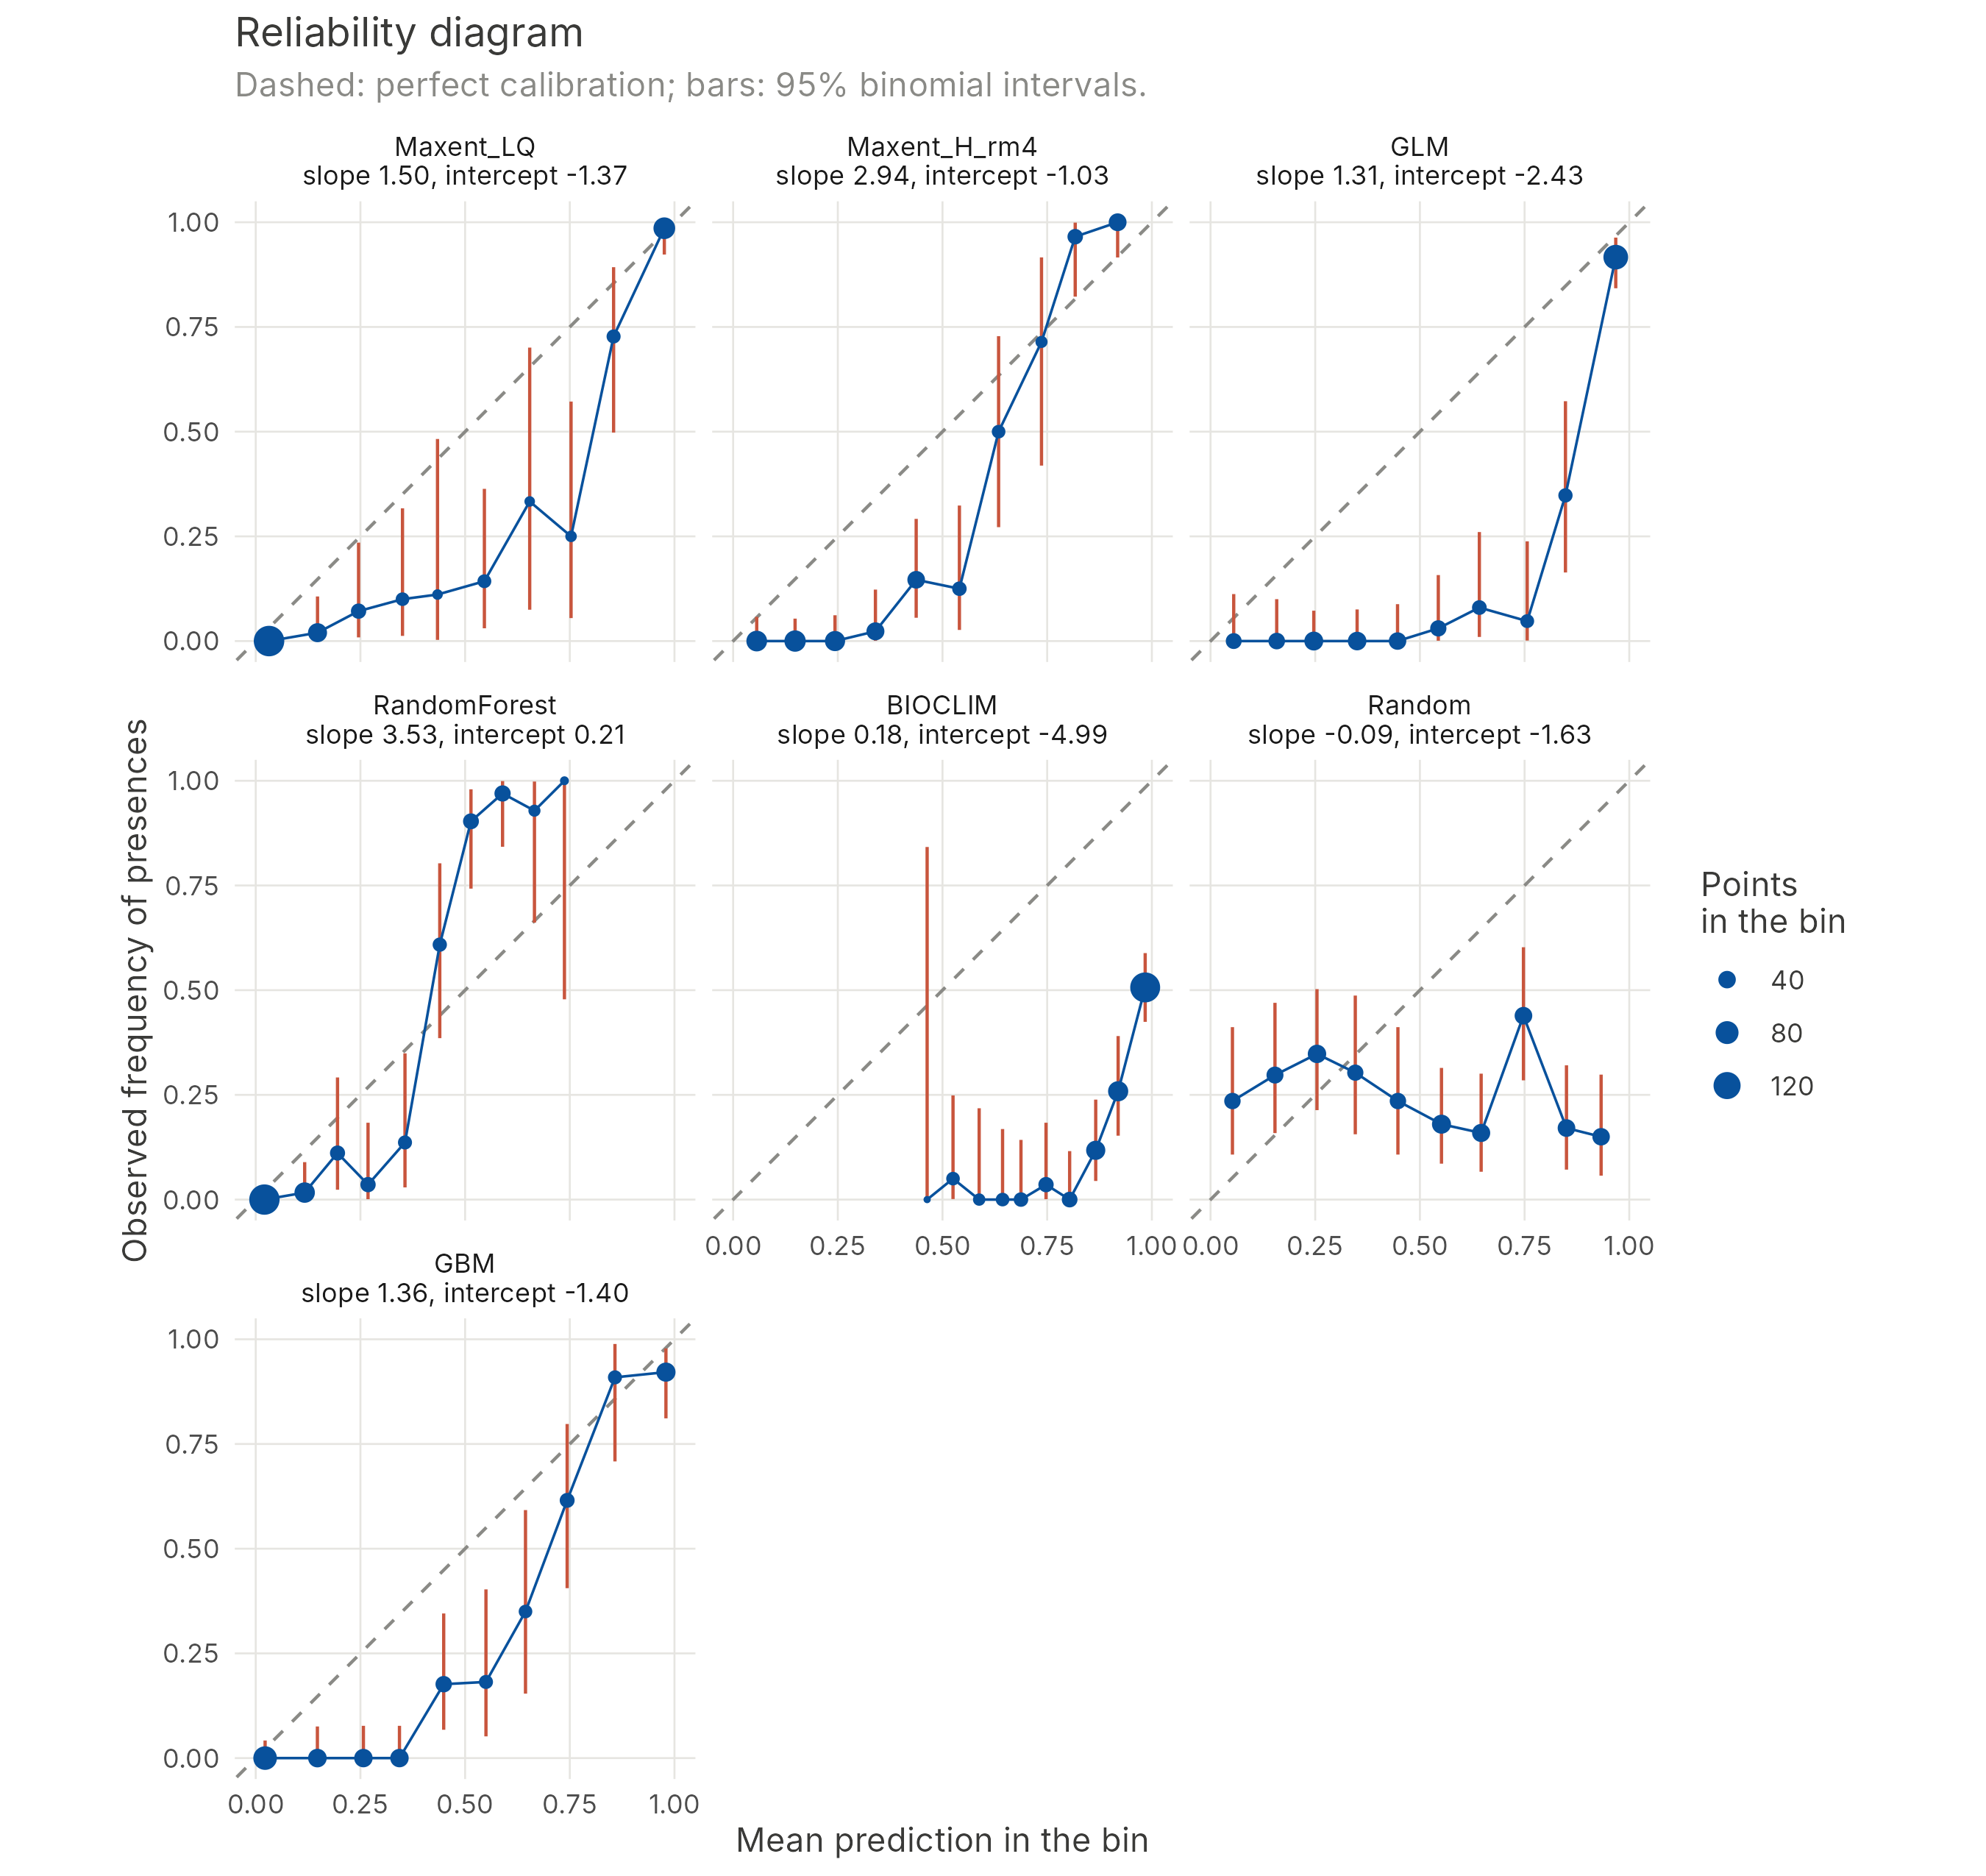 Reliability diagram
Dashed: perfect calibration; bars: 95% binomial intervals.
Maxent_LQ
slope 1.50, intercept -1.37
Maxent_H_rm4
slope 2.94, intercept -1.03
GLM
slope 1.31, intercept -2.43
1.00
0.75
0.50
0.25
0.00
RandomForest
slope 3.53, intercept 0.21
BIOCLIM
slope 0.18, intercept -4.99
Random
slope -0.09, intercept -1.63
1.00
0.75
0.50
0.25
0.00
0.00 0.25 0.50 0.75 1.00
0.00 0.25 0.50 0.75 1.00
GBM
slope 1.36, intercept -1.40
1.00
0.75
0.50
0.25
0.00
0.00 0.25 0.50 0.75 1.00
Mean prediction in the bin
Observed frequency of presences
Points
in the bin
40
80
120